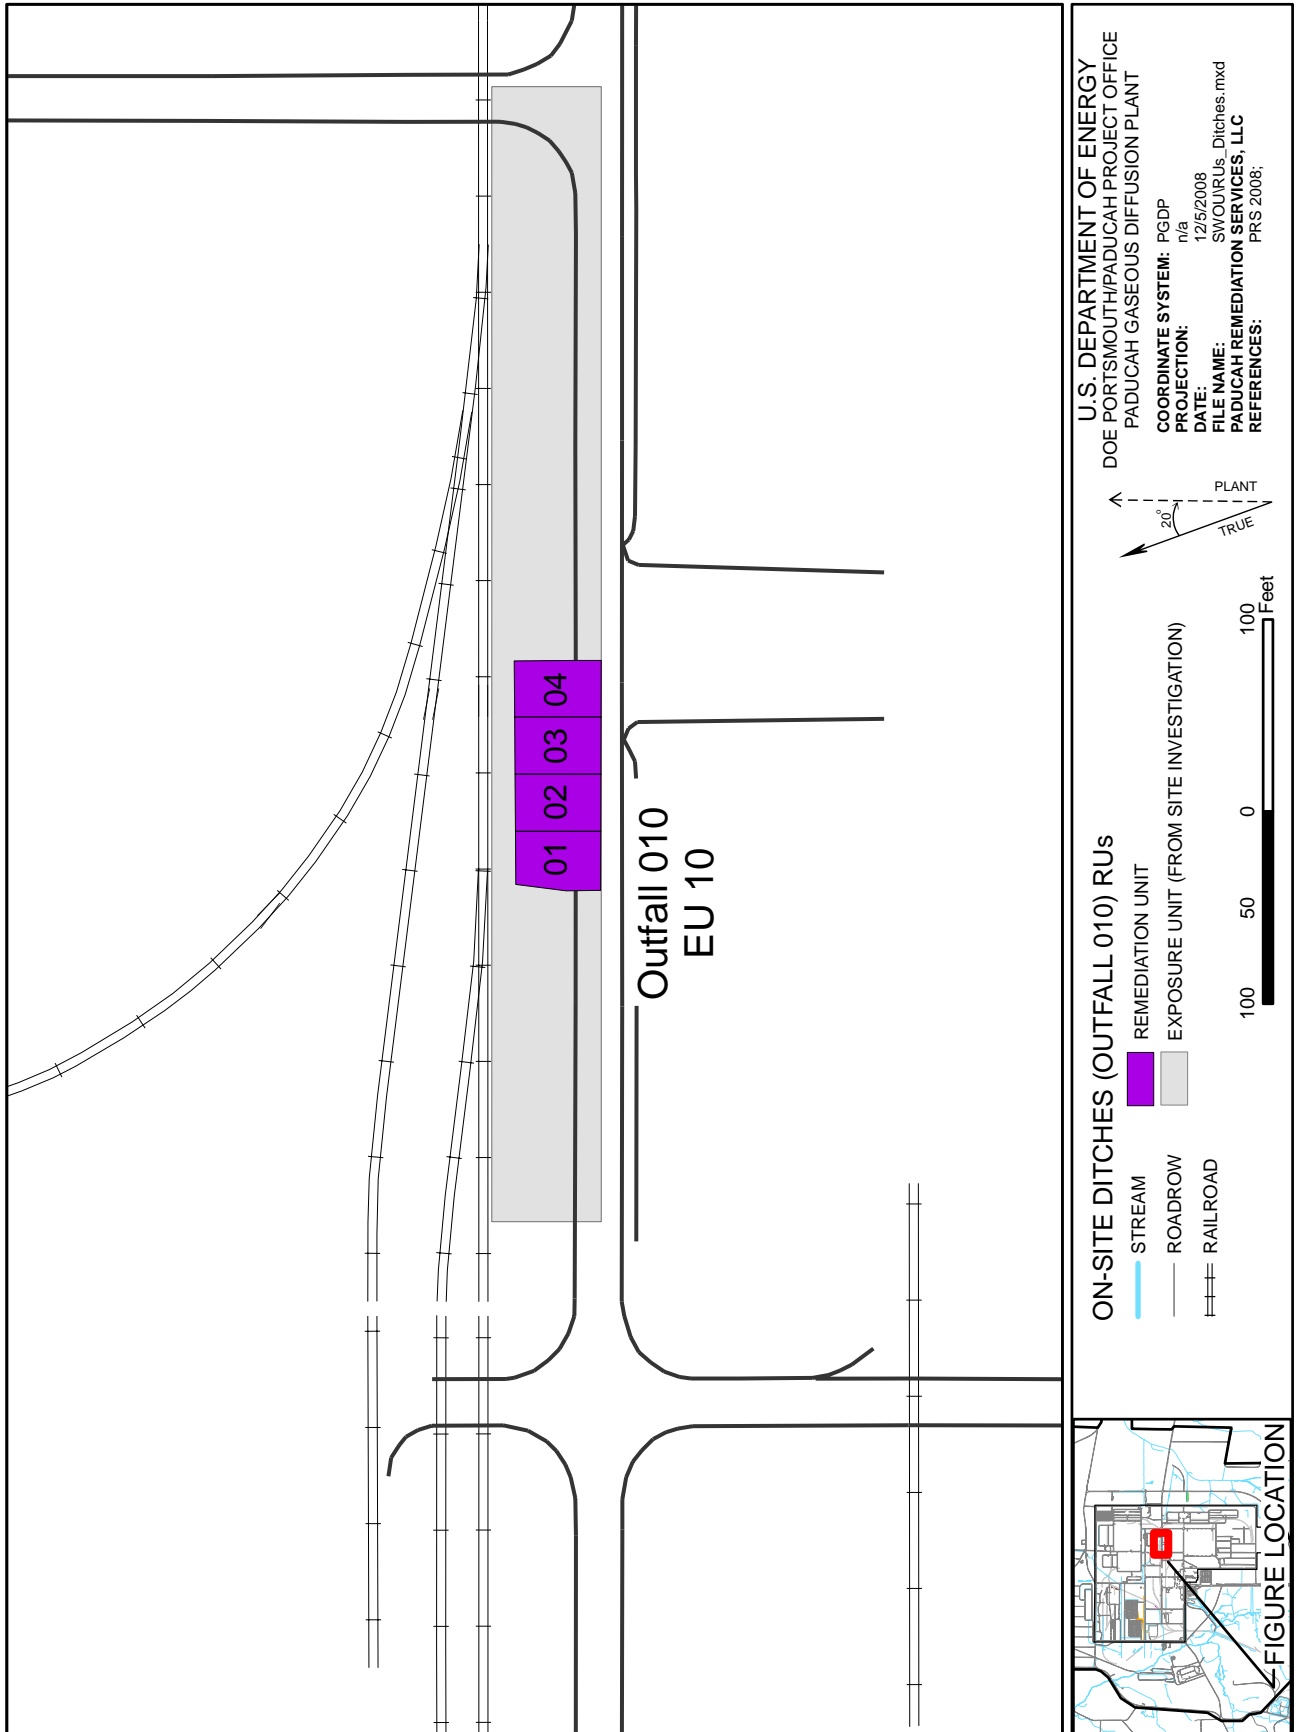 01 02 03 04
Outfall 010
EU 10
FIGURE LOCATION
ON-SITE DITCHES (OUTFALL 010) RUs
STREAM
ROADROW
RAILROAD
REMEDIATION UNIT
EXPOSURE UNIT (FROM SITE INVESTIGATION)
100 50 0 100
Feet
20°
PLANT
TRUE
U.S. DEPARTMENT OF ENERGY
DOE PORTSMOUTH/PADUCAH PROJECT OFFICE
PADUCAH GASEOUS DIFFUSION PLANT
COORDINATE SYSTEM: PGDP
PROJECTION: n/a
DATE: 12/5/2008
FILE NAME: SWOU\RUs_Ditches.mxd
PADUCAH REMEDIATION SERVICES, LLC
REFERENCES: PRS 2008;